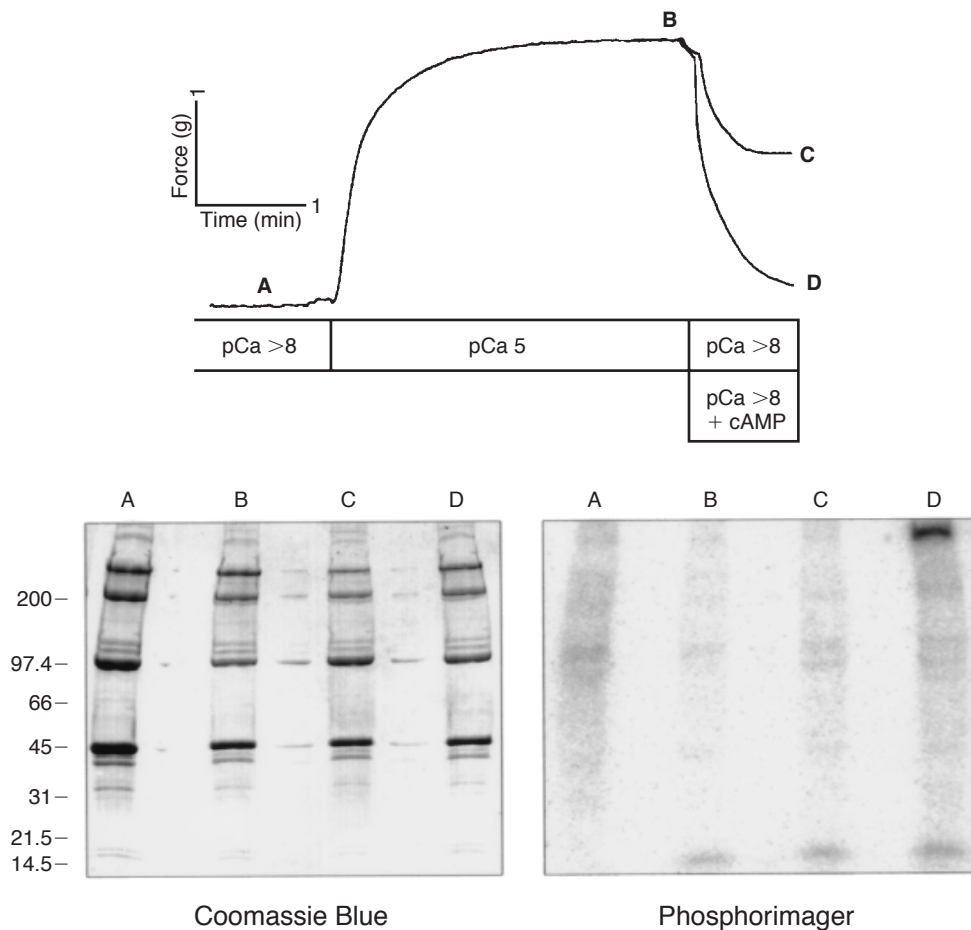 B
1
Force (g)
C
Time (min) 1
A
D
pCa >8 pCa 5 pCa >8
pCa >8
+ cAMP
A B C D A B C D
200
97.4
66
45
31
21.5
14.5
Coomassie Blue Phosphorimager